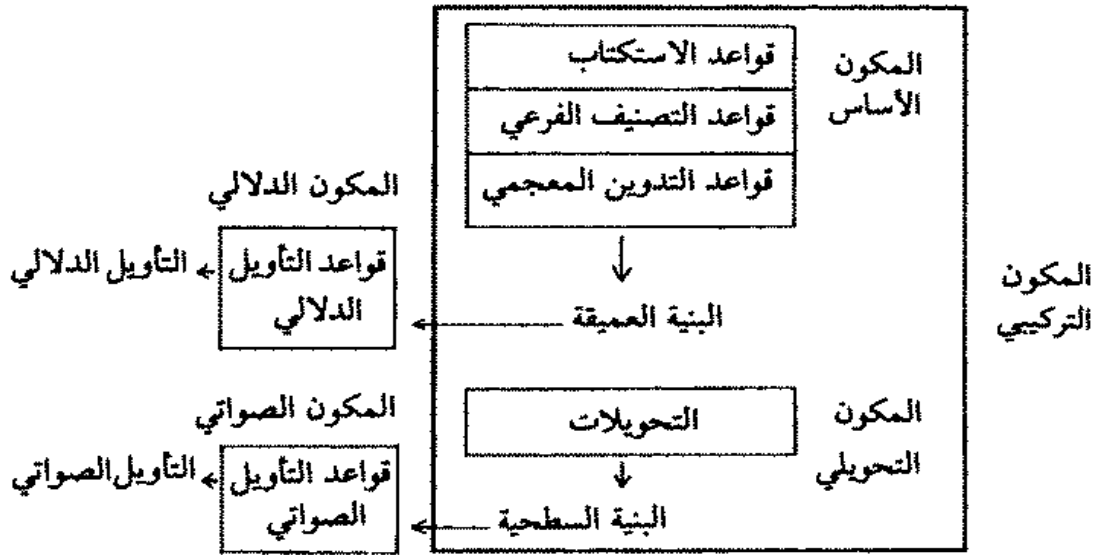 المكون
الأساس
قواعد الاستكتاب
قواعد التصنيف الفرعي
قواعد التدوين المعجمي
المكون
التركيبي
البنية العميقة
المكون الدلالي
قواعد التأويل
الدلالي
التأويل الدلالي
المكون
التحويلي
التحويلات
البنية السطحية
المكون الصواتي
قواعد التأويل
الصواتي
التأويل الصواتي